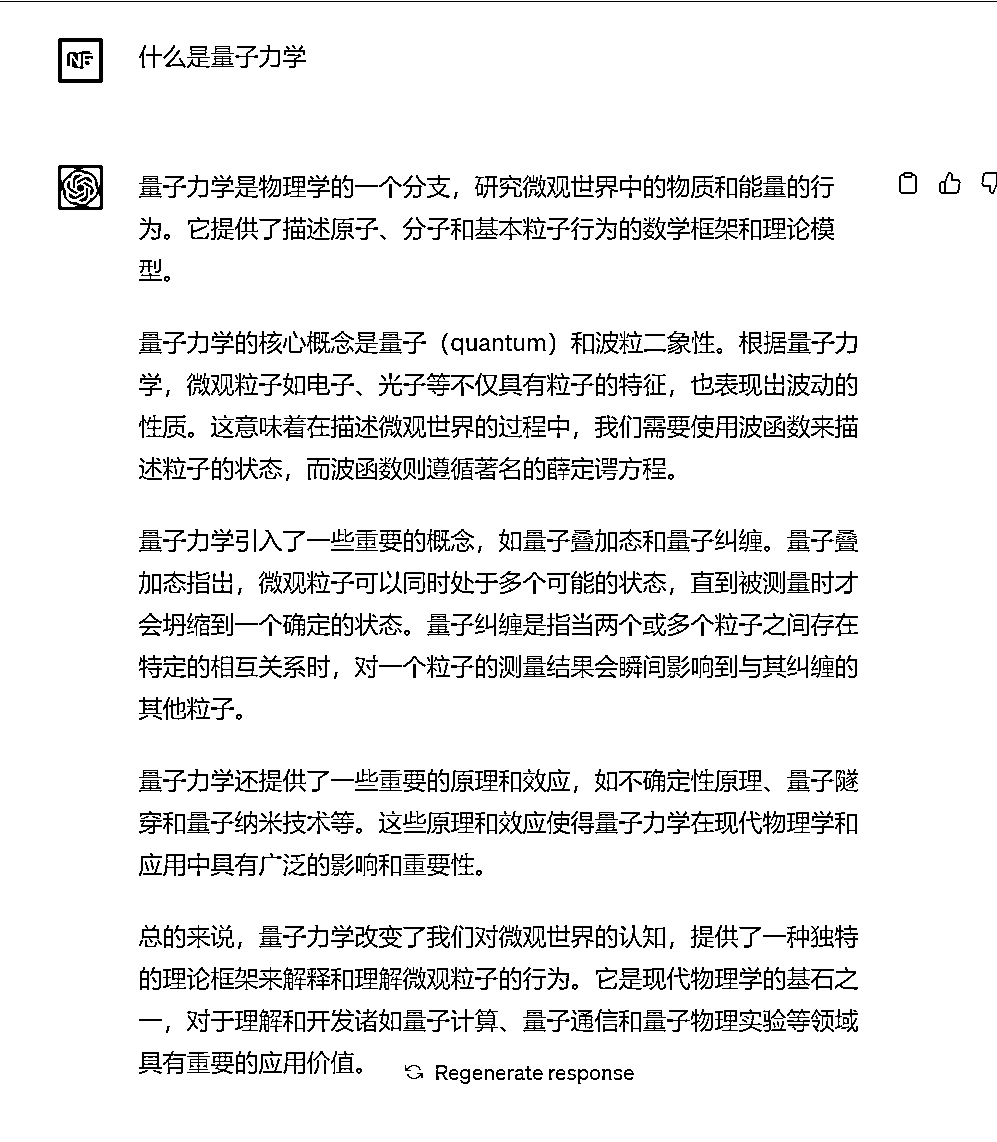 NF
什么是量子力学
量子力学是物理学的一个分支，研究微观世界中的物质和能量的行
为。它提供了描述原子、分子和基本粒子行为的数学框架和理论模
型。
量子力学的核心概念是量子（quantum）和波粒二象性。根据量子力
学，微观粒子如电子、光子等不仅具有粒子的特征，也表现出波动的
性质。这意味着在描述微观世界的过程中，我们需要使用波函数来描
述粒子的状态，而波函数则遵循著名的薛定谔方程。
量子力学引入了一些重要的概念，如量子叠加态和量子纠缠。量子叠
加态指出，微观粒子可以同时处于多个可能的状态，直到被测量时才
会坍缩到一个确定的状态。量子纠缠是指当两个或多个粒子之间存在
特定的相互关系时，对一个粒子的测量结果会瞬间影响到与其纠缠的
其他粒子。
量子力学还提供了一些重要的原理和效应，如不确定性原理、量子隧
穿和量子纳米技术等。这些原理和效应使得量子力学在现代物理学和
应用中具有广泛的影响和重要性。
总的来说，量子力学改变了我们对微观世界的认知，提供了一种独特
的理论框架来解释和理解微观粒子的行为。它是现代物理学的基石之
一，对于理解和开发诸如量子计算、量子通信和量子物理实验等领域
具有重要的应用价值。
Regenerate response